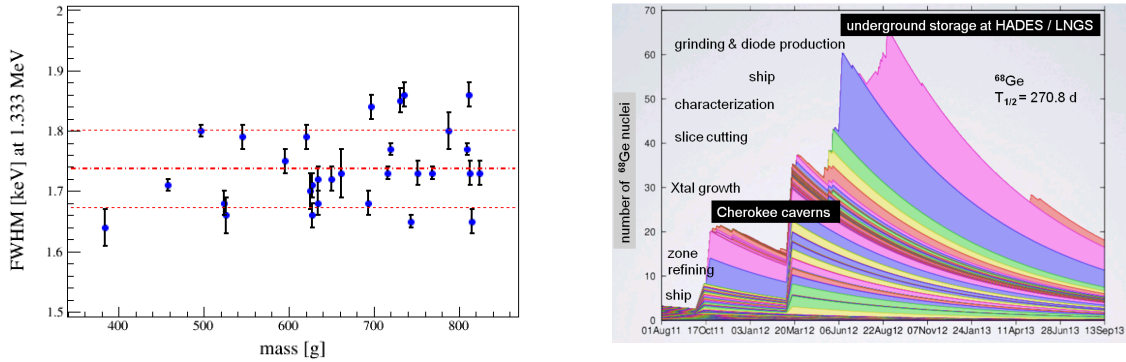 FWHM [keV] at 1.333 MeV
2
1.9
1.8
1.7
1.6
1.5
400
500
600
700
800
mass [g]
number of ⁶⁸Ge nuclei
70
60
50
40
30
20
10
0
underground storage at HADES / LNGS
grinding & diode production
ship
⁶⁸Ge
T₁/₂ = 270.8 d
characterization
slice cutting
Xtal growth
Cherokee caverns
zone
refining
ship
01Aug11
17Oct11
03Jan12
20Mar12
06Jun12
22Aug12
07Nov12
24Jan13
11Apr13
28Jun13
13Sep13